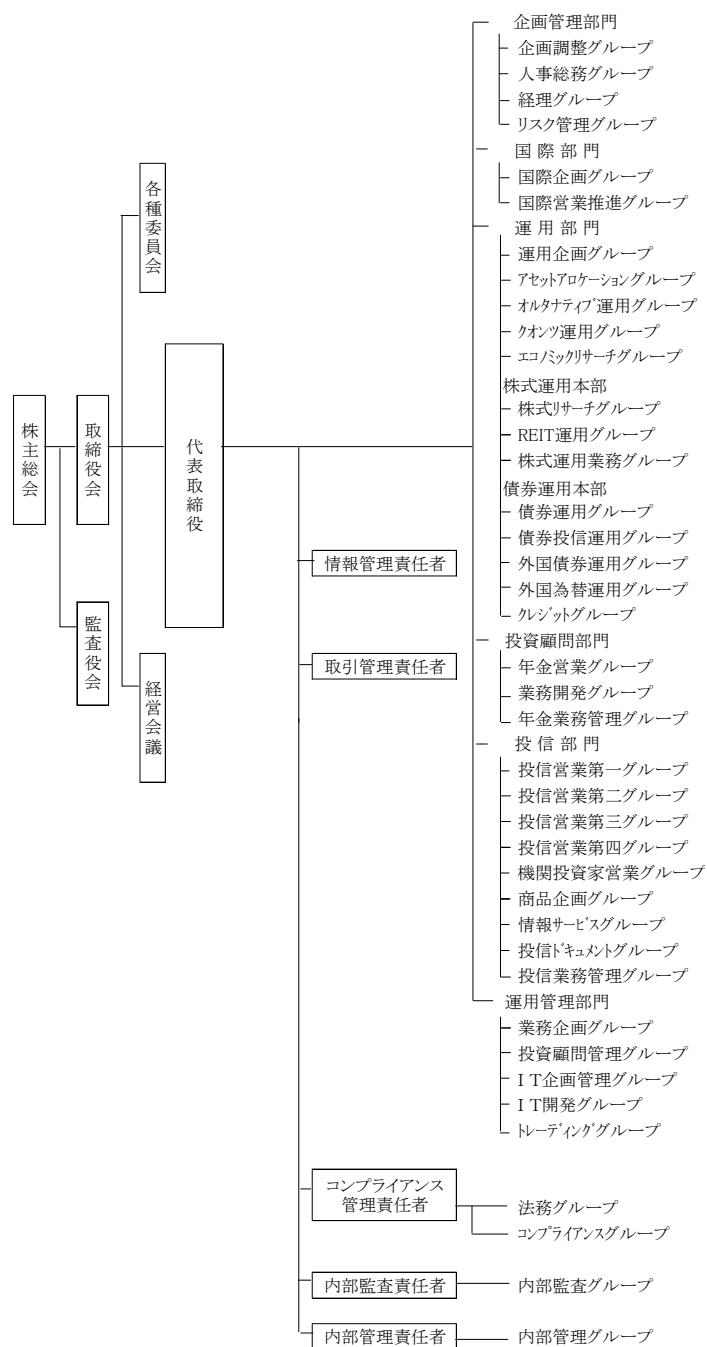 株主総会
取締役会
監査役会
各種委員会
経営会議
代表取締役
情報管理責任者
取引管理責任者
コンプライアンス
管理責任者
内部監査責任者
内部管理責任者
企画管理部門
企画調整グループ
人事総務グループ
経理グループ
リスク管理グループ
国際部門
国際企画グループ
国際営業推進グループ
運用部門
運用企画グループ
アセットアロケーショングループ
オルタナティブ運用グループ
クオンツ運用グループ
エコノミックリサーチグループ
株式運用本部
株式リサーチグループ
REIT運用グループ
株式運用業務グループ
債券運用本部
債券運用グループ
債券投信運用グループ
外国債券運用グループ
外国為替運用グループ
クレジットグループ
投資顧問部門
年金営業グループ
業務開発グループ
年金業務管理グループ
投信部門
投信営業第一グループ
投信営業第二グループ
投信営業第三グループ
投信営業第四グループ
機関投資家営業グループ
商品企画グループ
情報サービスグループ
投信ドキュメントグループ
投信業務管理グループ
運用管理部門
業務企画グループ
投資顧問管理グループ
IT企画管理グループ
IT開発グループ
トレーディンググループ
法務グループ
コンプライアンスグループ
内部監査グループ
内部管理グループ